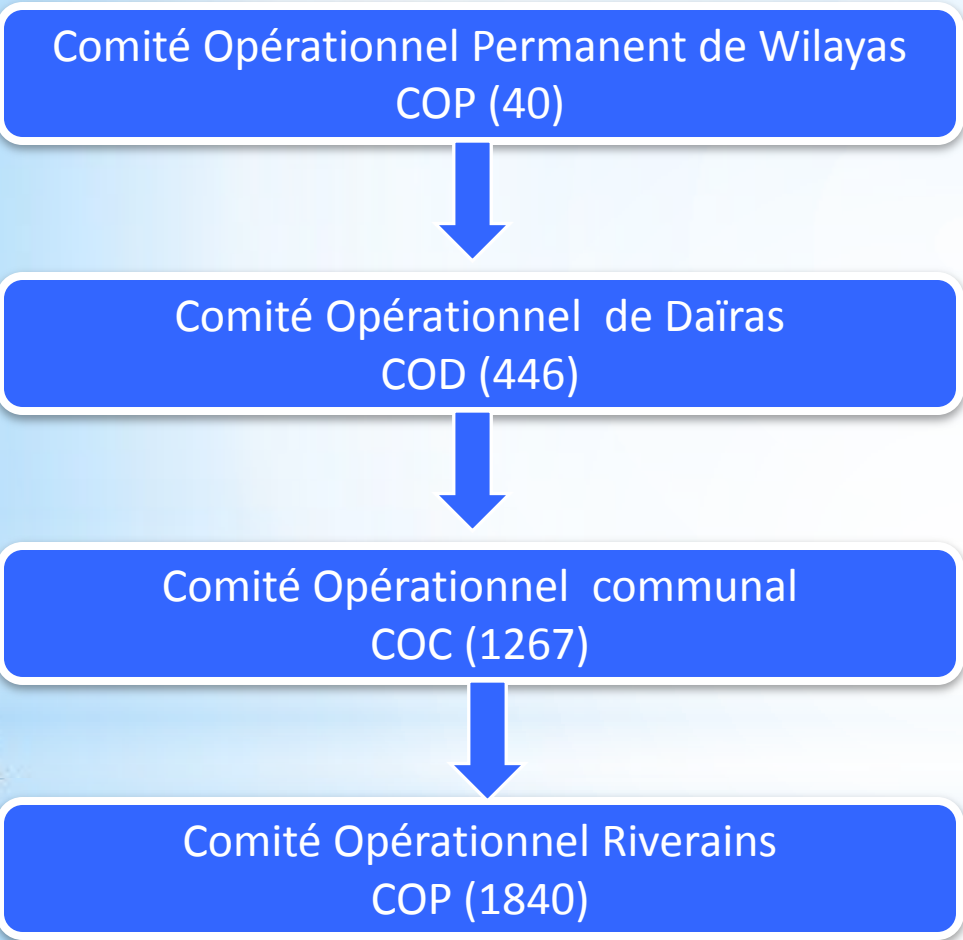 Comité Opérationnel Permanent de Wilayas
COP (40)
Comité Opérationnel de Daïras
COD (446)
Comité Opérationnel communal
COC (1267)
Comité Opérationnel Riverains
COP (1840)